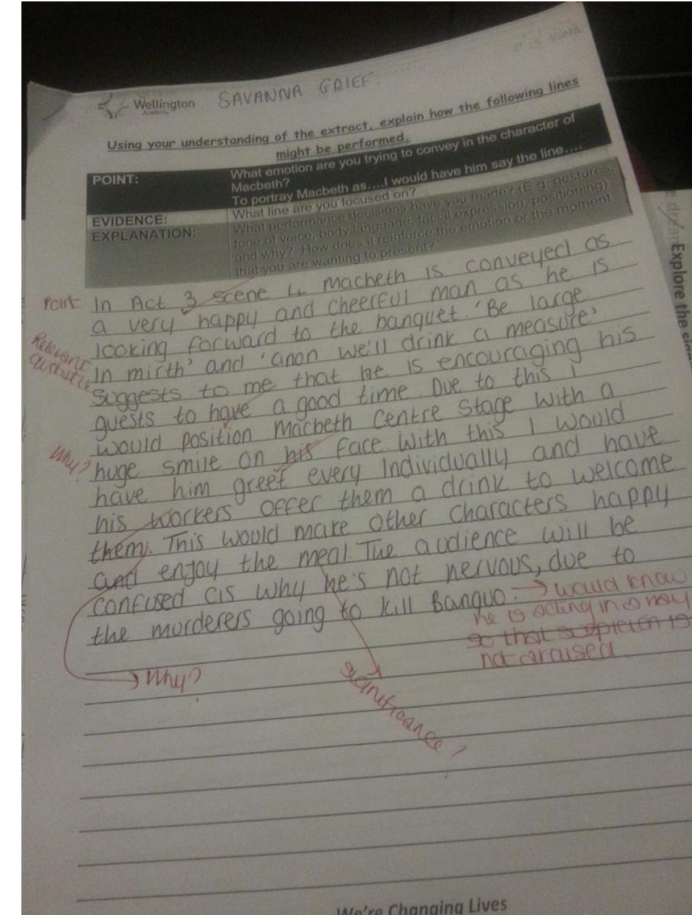 Wellington
Academy
SAVANNA GRIEF
Using your understanding of the extract, explain how the following lines
might be performed.
POINT:
What emotion are you trying to convey in the character of
Macbeth?
To portray Macbeth as....I would have him say the line....
EVIDENCE:
What line are you focused on?
EXPLANATION:
What performance decisions have you made? (E.g. gestures,
tone of voice, body language, facial expression, positioning)
and why? How does it reinforce the emotion or the moment
that you are wanting to present?
Point
In Act 3 scene 4 Macbeth is conveyed as
a very happy and cheerful man as he is
looking forward to the banquet. 'Be large
Relevant
quotations
In mirth' and 'anon we'll drink a measure'
suggests to me that he is encouraging his
guests to have a good time. Due to this I
would position Macbeth Centre Stage with a
Why?
huge smile on his face. With this I would
have him greet every individually and have
his workers offer them a drink to welcome
them. This would make other characters happy
and enjoy the meal. The audience will be
confused as why he's not nervous, due to
the murderers going to kill Banquo.
would know
he is acting in a way
so that suspicion is
not araised
Why?
significance?
Explore the
We're Changing Lives